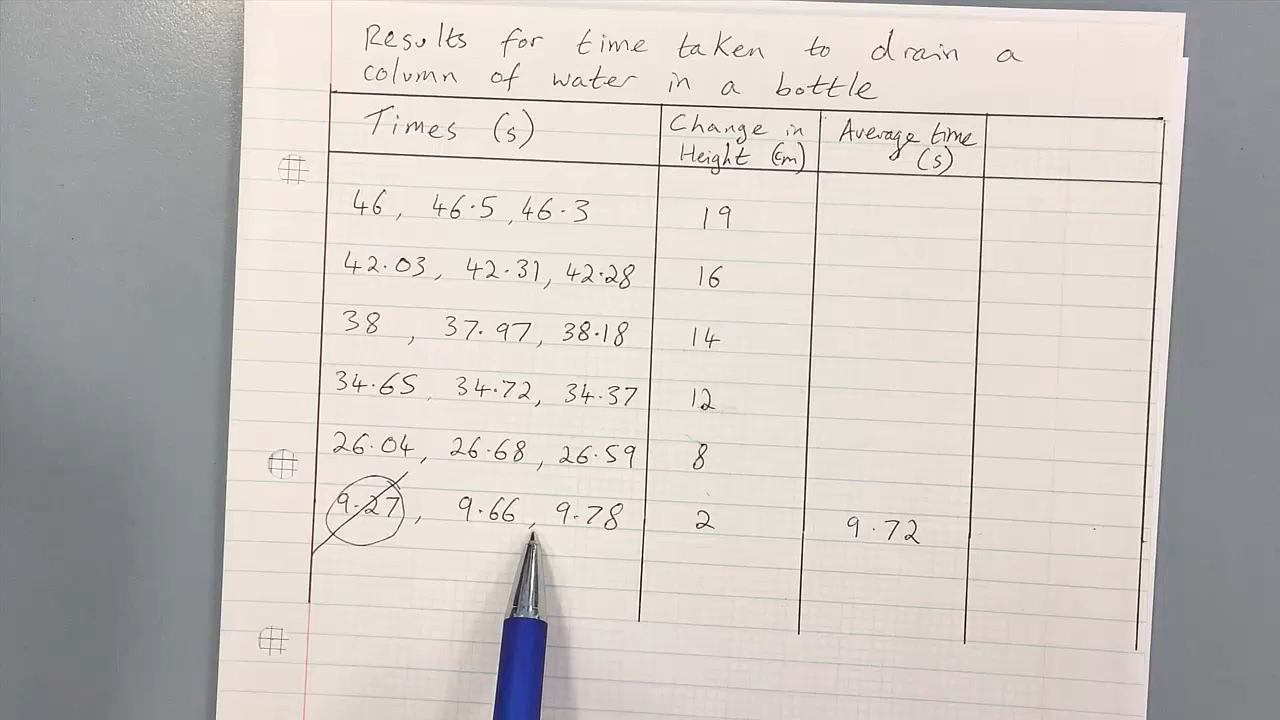 Results for time taken to drain a
column of water in a bottle
Times (s) Change in Height (cm) Average time (s)
46, 46.5, 46.3 19
42.03, 42.31, 42.28 16
38, 37.97, 38.18 14
34.65, 34.72, 34.37 12
26.04, 26.68, 26.59 8
9.27, 9.66, 9.78 2 9.72